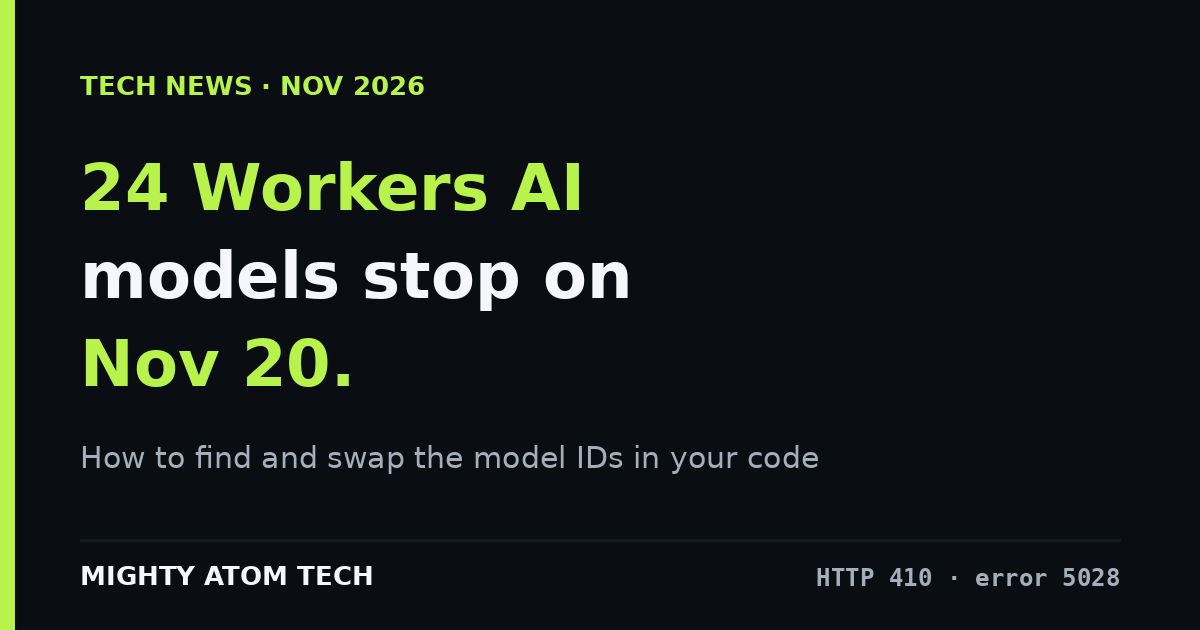 TECH NEWS · NOV 2026
24 Workers AI
models stop on
Nov 20.
How to find and swap the model IDs in your code
MIGHTY ATOM TECH
HTTP 410 · error 5028